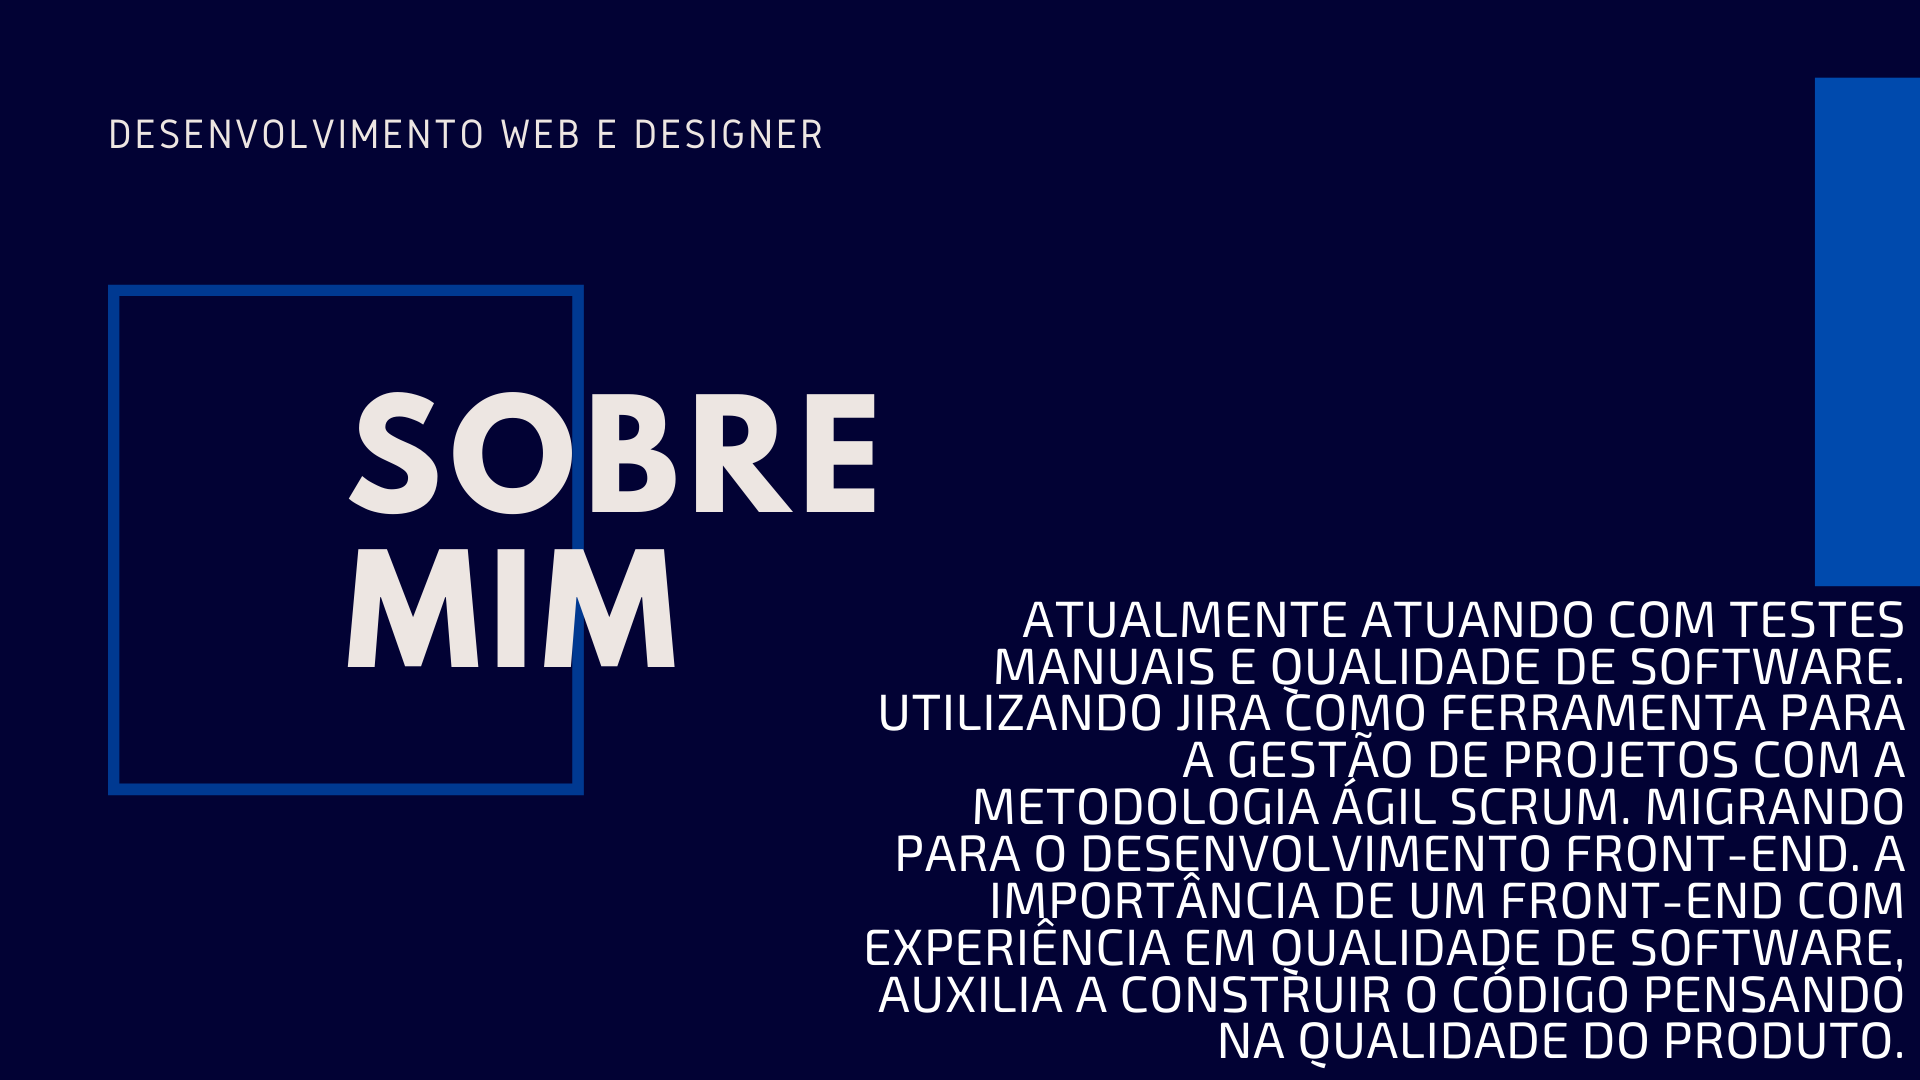 DESENVOLVIMENTO WEB E DESIGNER
SOBRE
MIM
ATUALMENTE ATUANDO COM TESTES
MANUAIS E QUALIDADE DE SOFTWARE.
UTILIZANDO JIRA COMO FERRAMENTA PARA
A GESTÃO DE PROJETOS COM A
METODOLOGIA ÁGIL SCRUM. MIGRANDO
PARA O DESENVOLVIMENTO FRONT-END. A
IMPORTÂNCIA DE UM FRONT-END COM
EXPERIÊNCIA EM QUALIDADE DE SOFTWARE,
AUXILIA A CONSTRUIR O CÓDIGO PENSANDO
NA QUALIDADE DO PRODUTO.